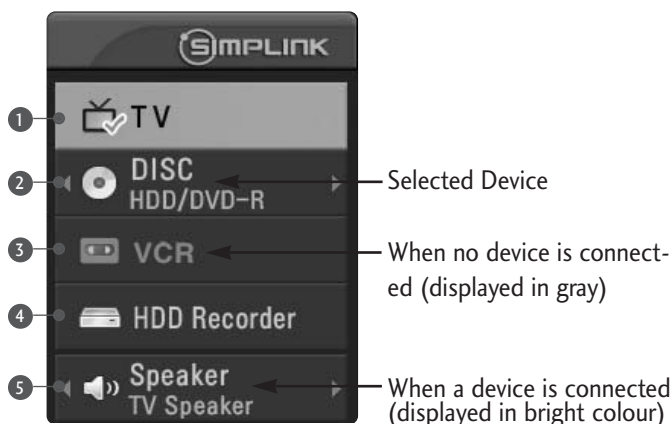 SIMPLINK
1 TV
2 DISC
HDD/DVD-R
Selected Device
3 VCR
When no device is connect-
ed (displayed in gray)
4 HDD Recorder
5 Speaker
TV Speaker
When a device is connected
(displayed in bright colour)